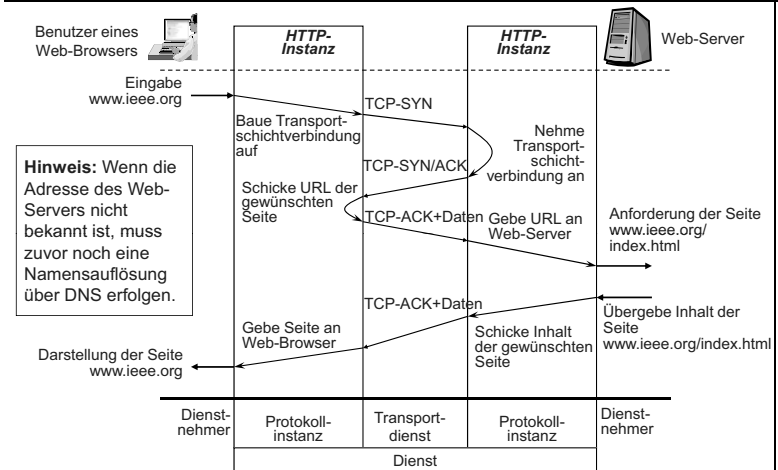 Benutzer eines
Web-Browsers
HTTP-
Instanz
HTTP-
Instanz
Web-Server
Eingabe
www.ieee.org
TCP-SYN
Baue Transport-
schichtverbindung
auf
Nehme
Transport-
schicht-
verbindung an
Hinweis: Wenn die
Adresse des Web-
Servers nicht
bekannt ist, muss
zuvor noch eine
Namensauflösung
über DNS erfolgen.
TCP-SYN/ACK
Schicke URL der
gewünschten
Seite
TCP-ACK+Daten
Gebe URL an
Web-Server
Anforderung der Seite
www.ieee.org/
index.html
TCP-ACK+Daten
Übergebe Inhalt der
Seite
www.ieee.org/index.html
Gebe Seite an
Web-Browser
Schicke Inhalt
der gewünschten
Seite
Darstellung der Seite
www.ieee.org
Dienst-
nehmer
Protokoll-
instanz
Transport-
dienst
Protokoll-
instanz
Dienst-
nehmer
Dienst